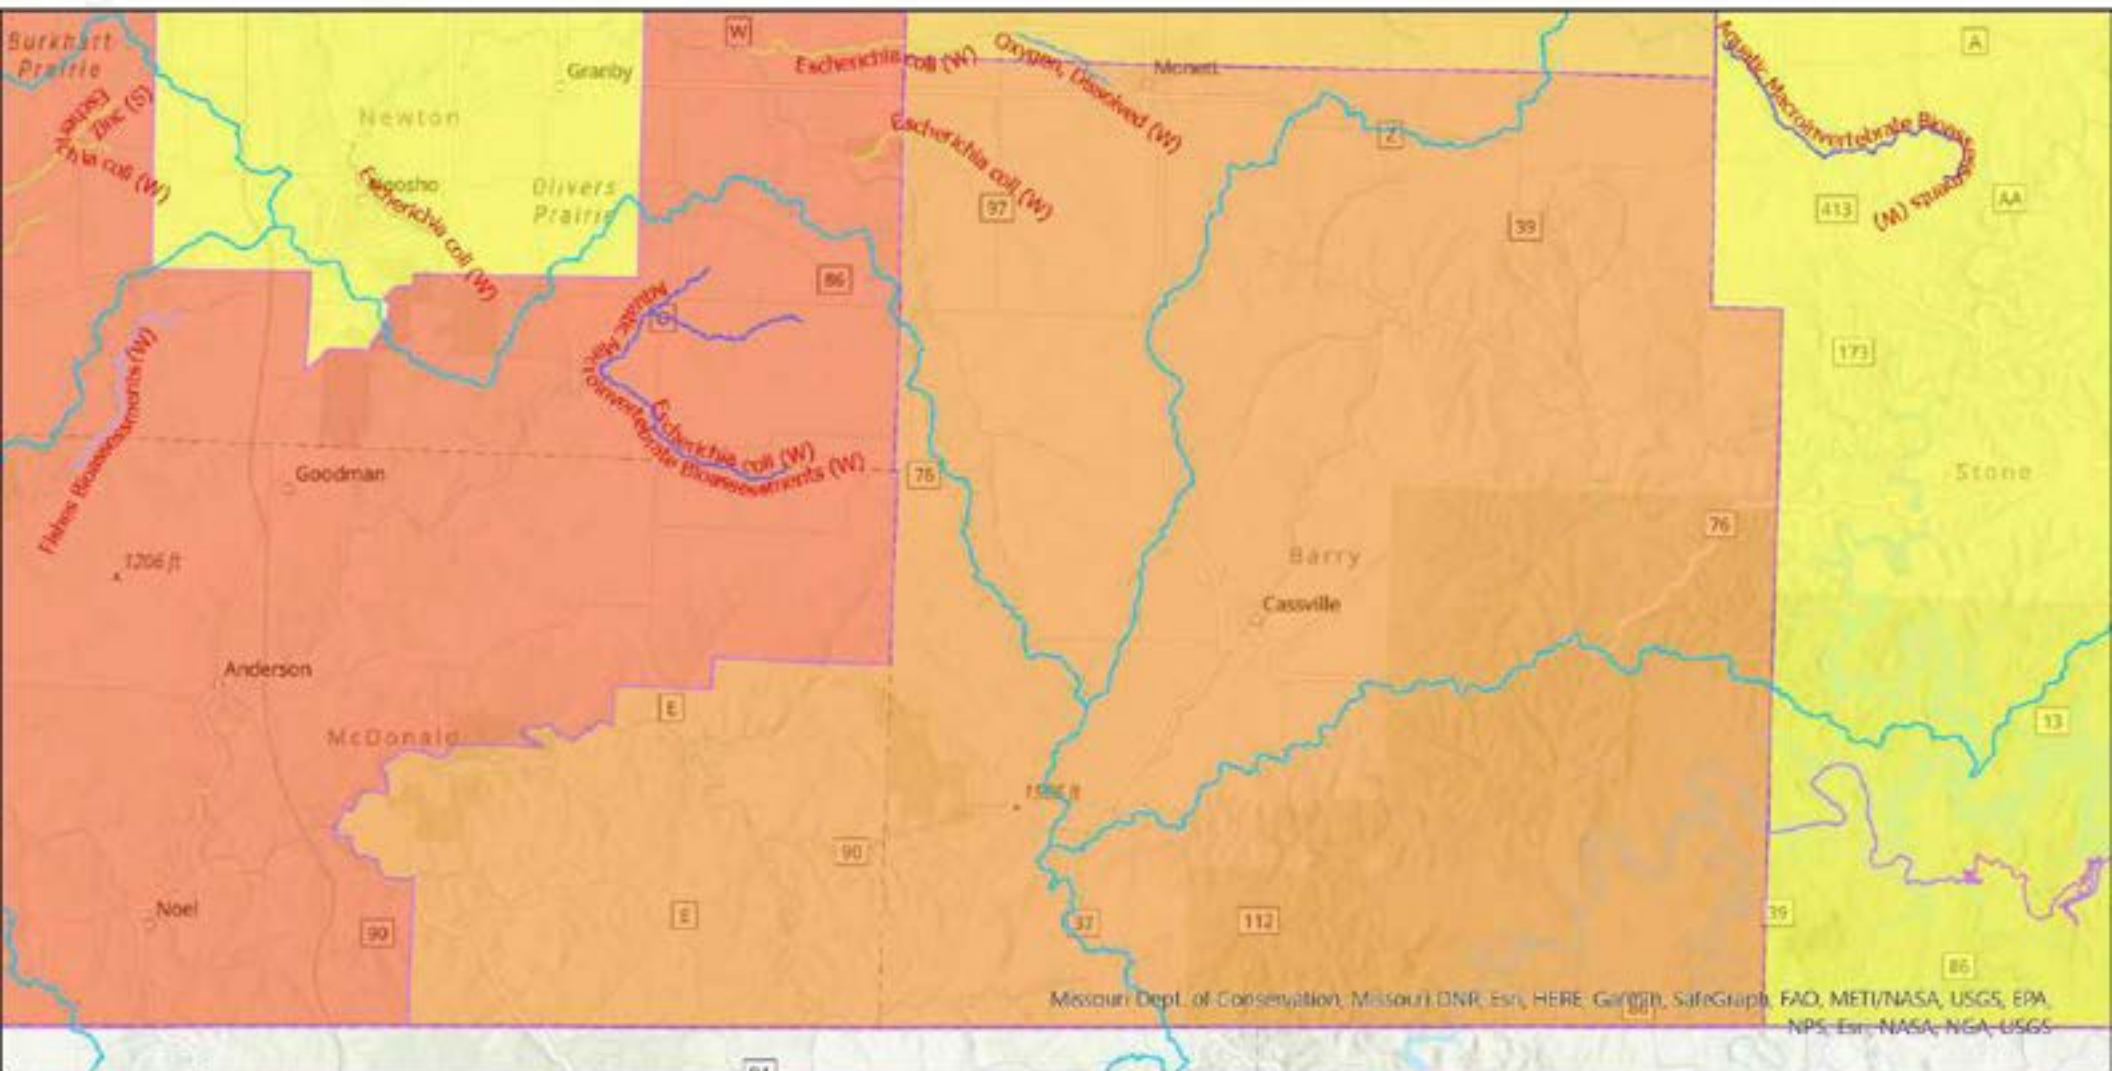 Burkhart
Prairie
W
Granby
Escherichia coli (W)
Oxygen, Dissolved (W)
Monett
A
Aquatic Macroinvertebrate Bioassessments (W)
Zinc (S)
Escherichia coli (W)
Newton
Neosho
Escherichia coli (W)
Olivers
Prairie
Escherichia coli (W)
97
Z
39
413
AA
86
Aquatic Macroinvertebrate Bioassessments (W)
Escherichia coli (W)
173
Fishes Bioassessments (W)
Goodman
76
Stone
76
1206 ft
Barry
Cassville
Anderson
E
McDonald
13
90
Noel
90
E
37
112
39
86
Missouri Dept. of Conservation, Missouri DNR, Esri, HERE, Garmin, SafeGraph, FAO, METI/NASA, USGS, EPA,
NPS, Esri, NASA, NGA, USGS
86